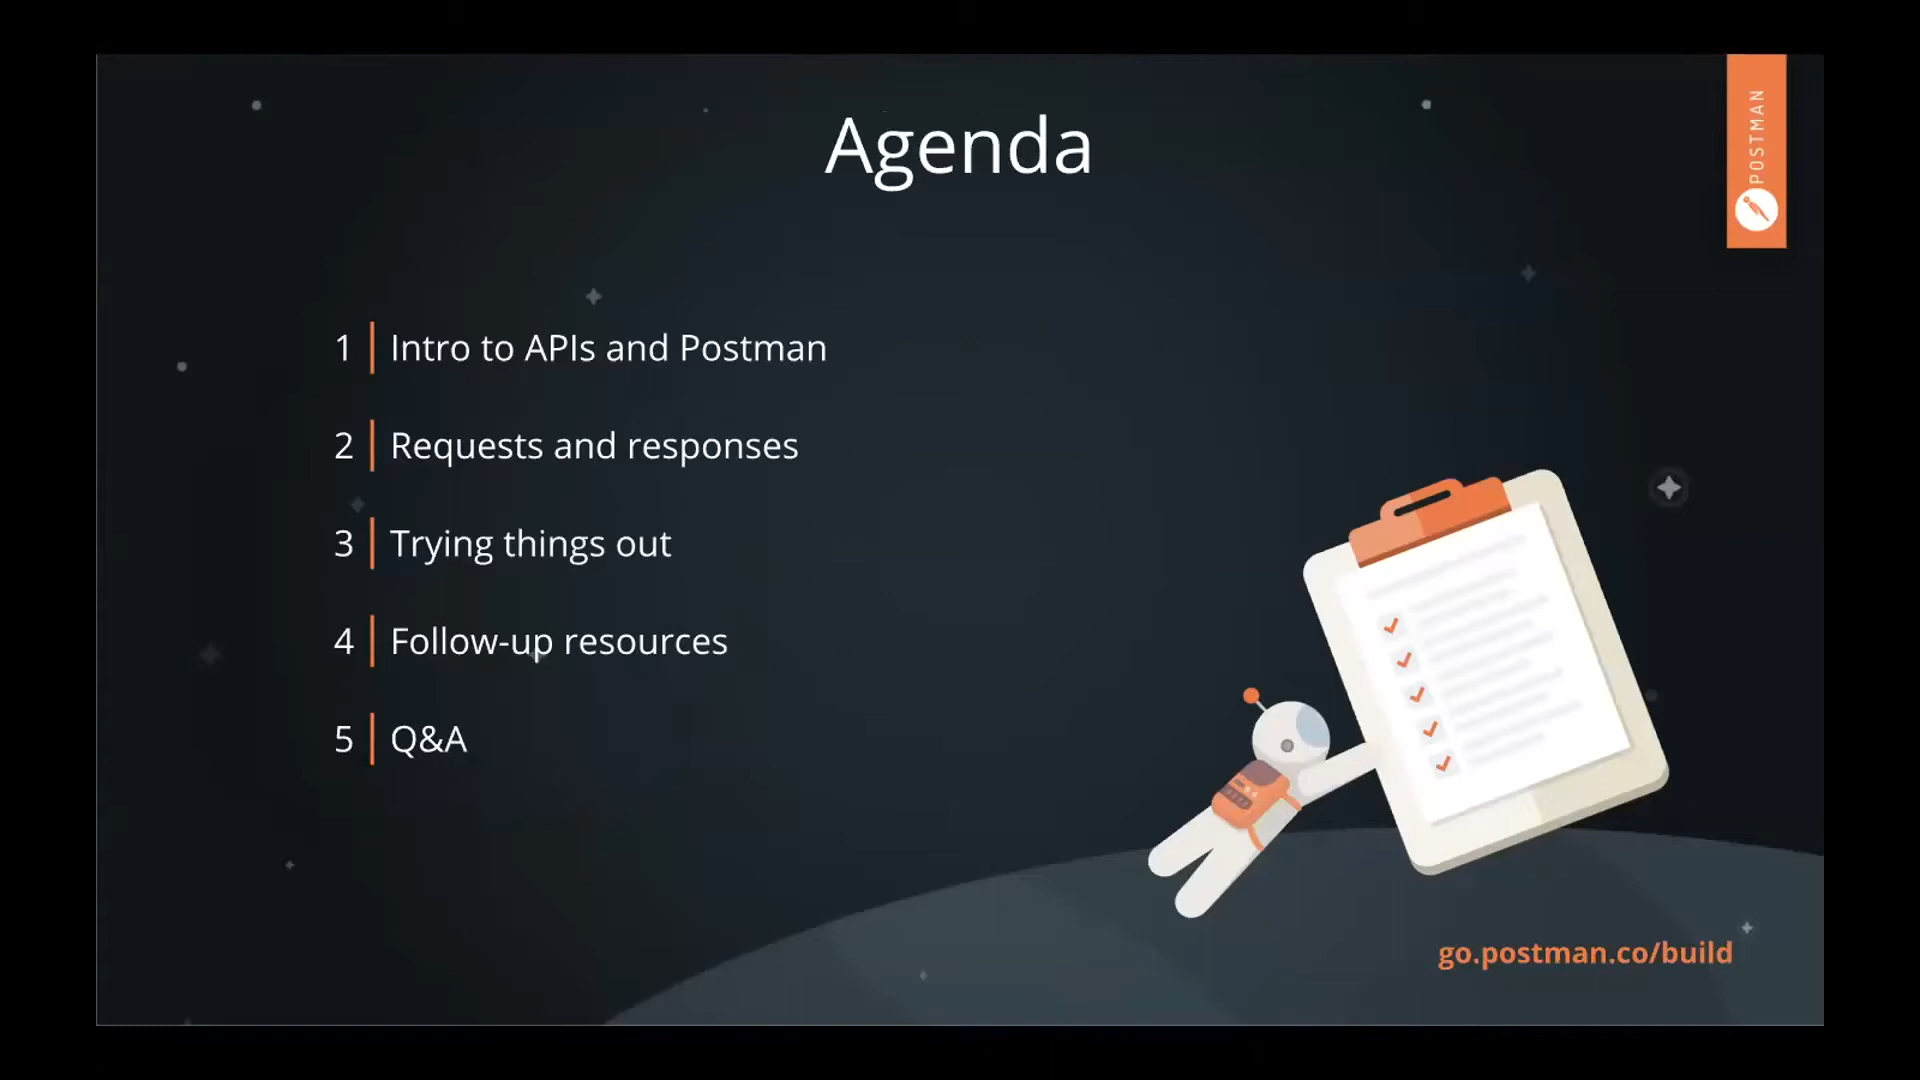 Agenda
POSTMAN
1 Intro to APIs and Postman
2 Requests and responses
3 Trying things out
4 Follow-up resources
5 Q&A
go.postman.co/build